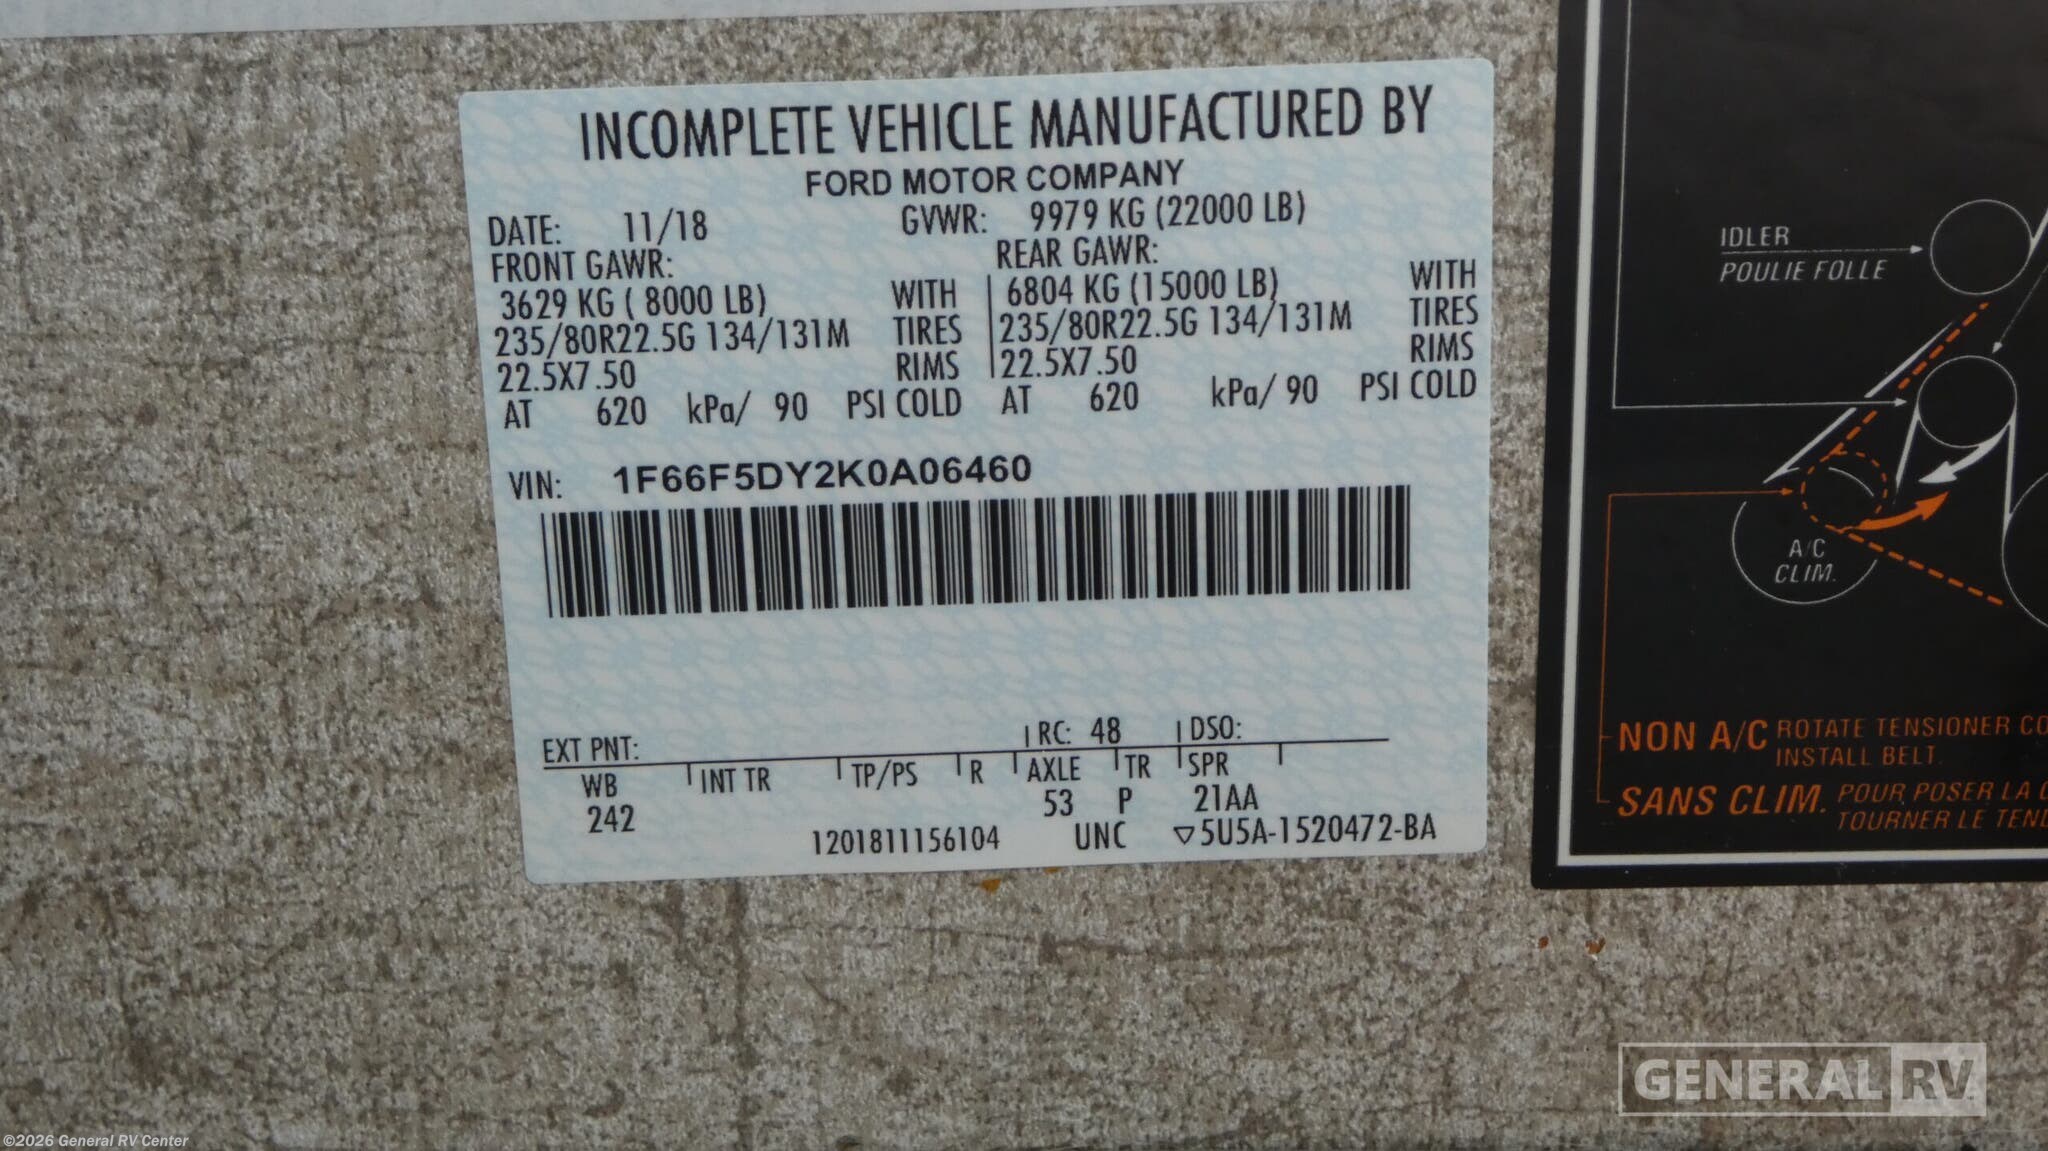 INCOMPLETE VEHICLE MANUFACTURED BY
FORD MOTOR COMPANY
DATE: 11/18 GVWR: 9979 KG (22000 LB)
FRONT GAWR: REAR GAWR:
3629 KG ( 8000 LB) WITH 6804 KG (15000 LB) WITH
235/80R22.5G 134/131M TIRES 235/80R22.5G 134/131M TIRES
22.5X7.50 RIMS 22.5X7.50 RIMS
AT 620 kPa/ 90 PSI COLD AT 620 kPa/ 90 PSI COLD
VIN: 1F66F5DY2K0A06460
EXT PNT: RC: 48 DSO:
WB INT TR TP/PS R AXLE TR SPR
242 53 P 21AA
1201811156104 UNC ▽5U5A-1520472-BA
IDLER
POULIE FOLLE
A/C
CLIM.
NON A/C ROTATE TENSIONER
INSTALL BELT.
SANS CLIM. POUR POSER LA
TOURNER LE
GENERAL RV
©2026 General RV Center